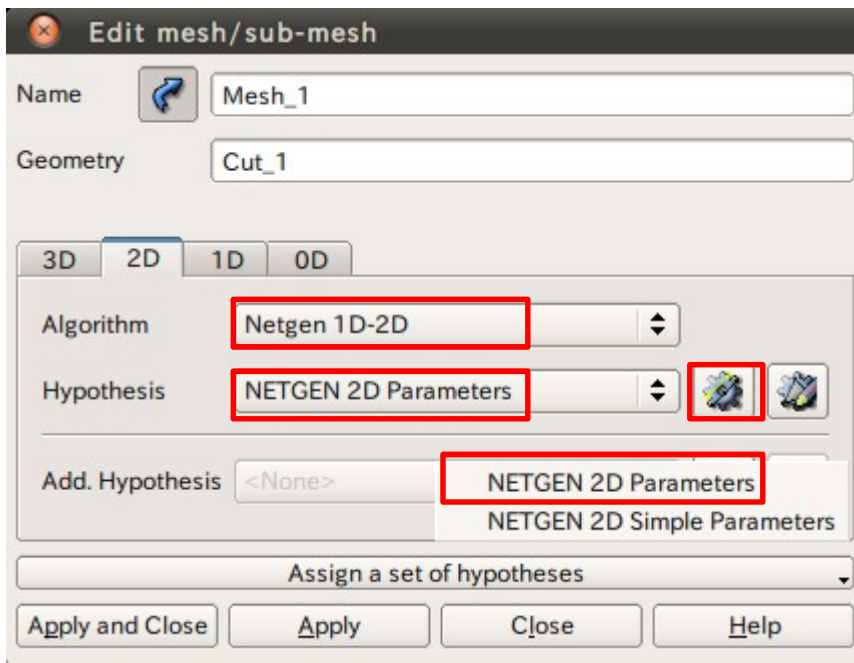 Edit mesh/sub-mesh
Name Mesh_1
Geometry Cut_1
3D 2D 1D 0D
Algorithm Netgen 1D-2D
Hypothesis NETGEN 2D Parameters
Add. Hypothesis <None> NETGEN 2D Parameters
NETGEN 2D Simple Parameters
Assign a set of hypotheses
Apply and Close Apply Close Help